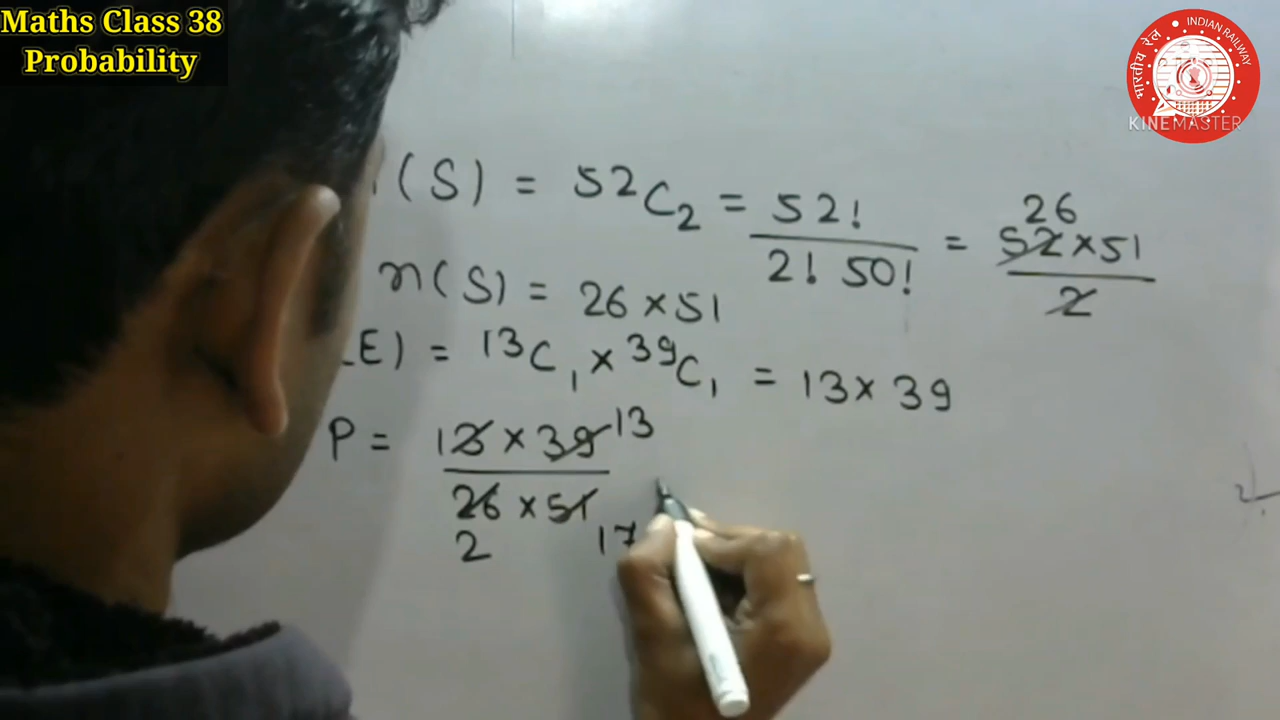 Maths Class 38
Probability
भारतीय रेल
INDIAN RAILWAY
KINEMASTER
(S) = 52C₂ = 52! / 2! 50! = 26 52×51 / 2
n(S) = 26×51
E) = 13C₁ × 39C₁ = 13×39
P = 13×39 13 / 26×51
2 17